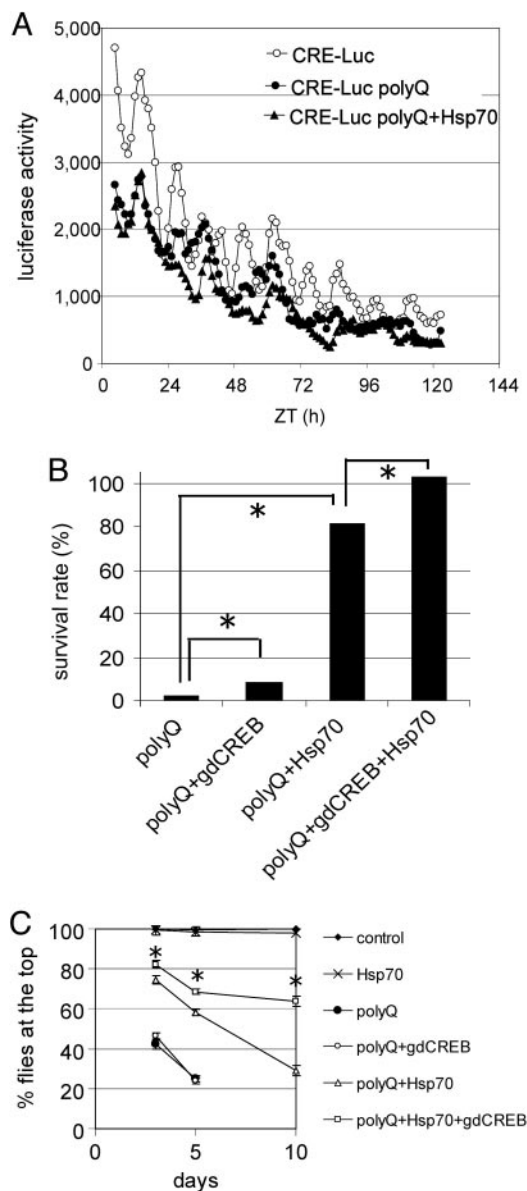 A
5,000
4,000
3,000
2,000
1,000
0
luciferase activity
CRE-Luc
CRE-Luc polyQ
CRE-Luc polyQ+Hsp70
0 24 48 72 96 120 144
ZT (h)
B
100
80
60
40
20
0
survival rate (%)
* * *
polyQ
polyQ+gdCREB
polyQ+Hsp70
polyQ+gdCREB+Hsp70
C
100
80
60
40
20
0
% flies at the top
* * *
0 5 10
days
control
Hsp70
polyQ
polyQ+gdCREB
polyQ+Hsp70
polyQ+Hsp70+gdCREB